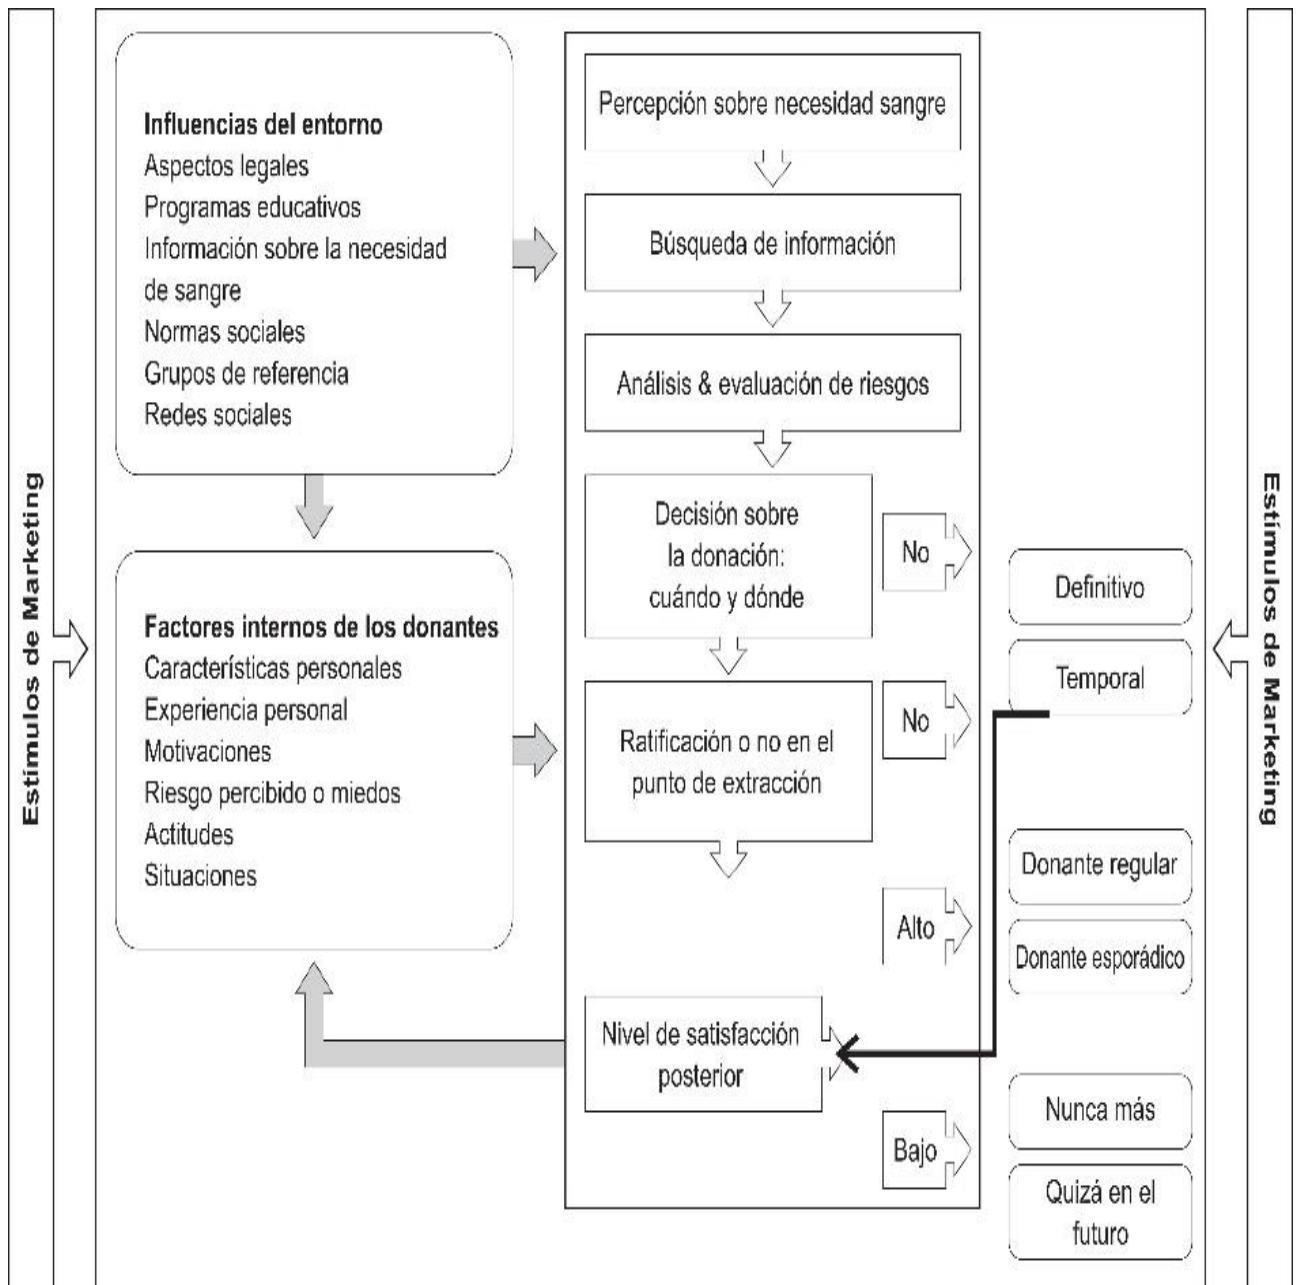 Estímulos de Marketing
Influencias del entorno
Aspectos legales
Programas educativos
Información sobre la necesidad
de sangre
Normas sociales
Grupos de referencia
Redes sociales
Factores internos de los donantes
Características personales
Experiencia personal
Motivaciones
Riesgo percibido o miedos
Actitudes
Situaciones
Percepción sobre necesidad sangre
Búsqueda de información
Análisis & evaluación de riesgos
Decisión sobre
la donación:
cuándo y dónde
No
Ratificación o no en el
punto de extracción
No
Alto
Nivel de satisfacción
posterior
Bajo
Definitivo
Temporal
Donante regular
Donante esporádico
Nunca más
Quizá en el
futuro
Estímulos de Marketing